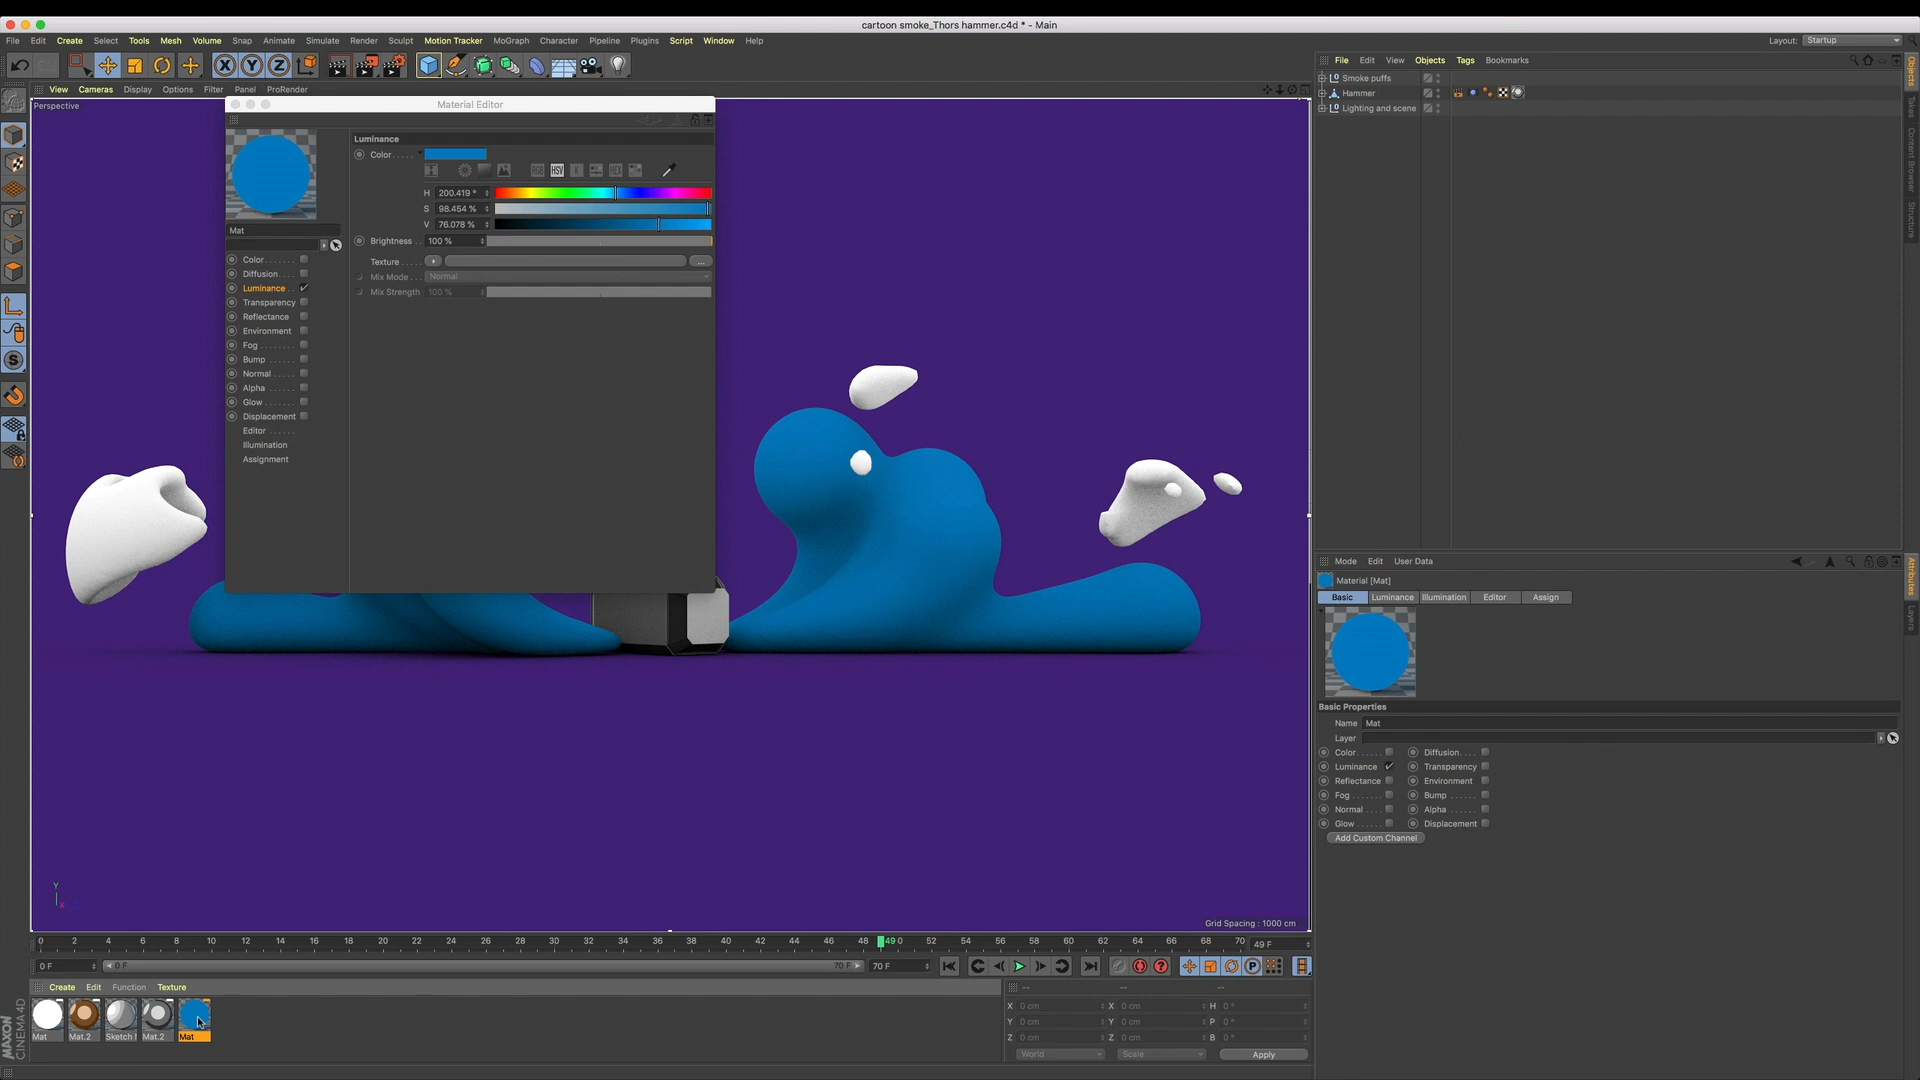 cartoon smoke_Thors hammer.c4d * - Main
File Edit Create Select Tools Mesh Volume Snap Animate Simulate Render Sculpt Motion Tracker MoGraph Character Pipeline Plugins Script Window Help
Layout: Startup
View Cameras Display Options Filter Panel ProRender
Perspective
Material Editor
Luminance
Color . . . . .
RGB HSV K HEX
H 200.419 °
S 98.454 %
V 76.078 %
Brightness . . 100 %
Texture . . . . .
Mix Mode . . . Normal
Mix Strength 100 %
Mat
Color . . . . . . .
Diffusion . . . .
Luminance . .
Transparency
Reflectance
Environment
Fog . . . . . . . .
Bump . . . . . .
Normal . . . . .
Alpha . . . . . .
Glow . . . . . . .
Displacement
Editor . . . . . .
Illumination
Assignment
Y
X
Grid Spacing : 1000 cm
0 2 4 6 8 10 12 14 16 18 20 22 24 26 28 30 32 34 36 38 40 42 44 46 48 49 0 52 54 56 58 60 62 64 66 68 70 49 F
0 F 0 F 70 F 70 F
Create Edit Function Texture
Mat Mat.2 Sketch Mat.2 Mat
MAXON
CINEMA 4D
-- -- --
X 0 cm X 0 cm H 0 °
Y 0 cm Y 0 cm P 0 °
Z 0 cm Z 0 cm B 0 °
World Scale Apply
File Edit View Objects Tags Bookmarks
Smoke puffs
Hammer
Lighting and scene
Objects
Takes
Content Browser
Structure
Mode Edit User Data
Material [Mat]
Basic Luminance Illumination Editor Assign
Basic Properties
Name Mat
Layer
Color . . . . . . Diffusion . . . .
Luminance Transparency
Reflectance Environment
Fog . . . . . . . Bump . . . . . .
Normal . . . . Alpha . . . . . .
Glow . . . . . . Displacement
Add Custom Channel
Attributes
Layers
X Y Z
S
P